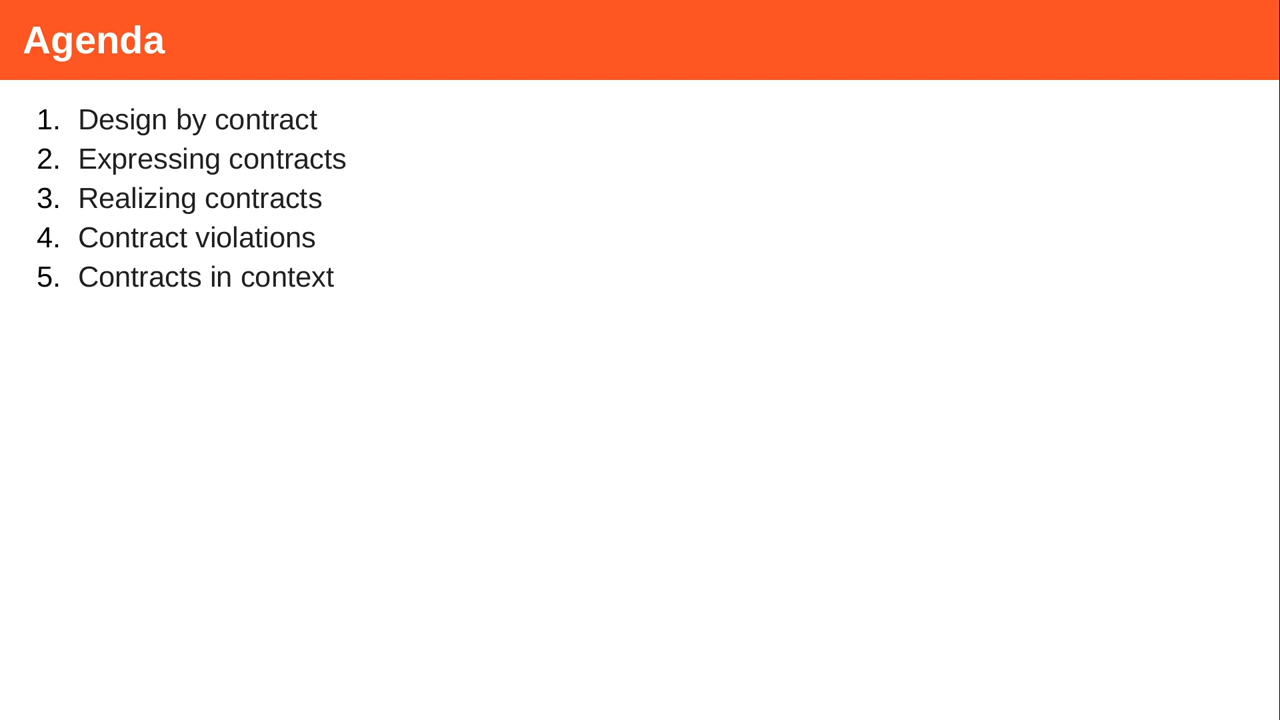 Agenda
1. Design by contract
2. Expressing contracts
3. Realizing contracts
4. Contract violations
5. Contracts in context